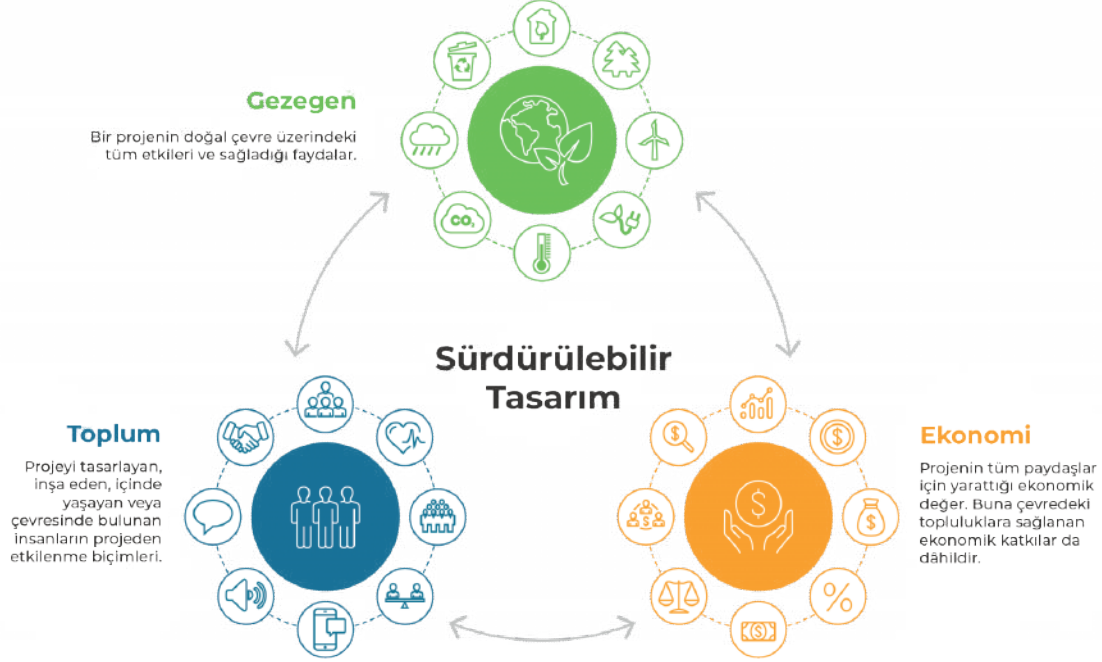 Gezegen
Bir projenin doğal çevre üzerindeki
tüm etkileri ve sağladığı faydalar.
CO₂
Sürdürülebilir
Tasarım
Toplum
Projeyi tasarlayan,
inşa eden, içinde
yaşayan veya
çevresinde bulunan
insanların projeden
etkilenme biçimleri.
Ekonomi
Projenin tüm paydaşlar
için yarattığı ekonomik
değer. Buna çevredeki
topluluklara sağlanan
ekonomik katkılar da
dâhildir.